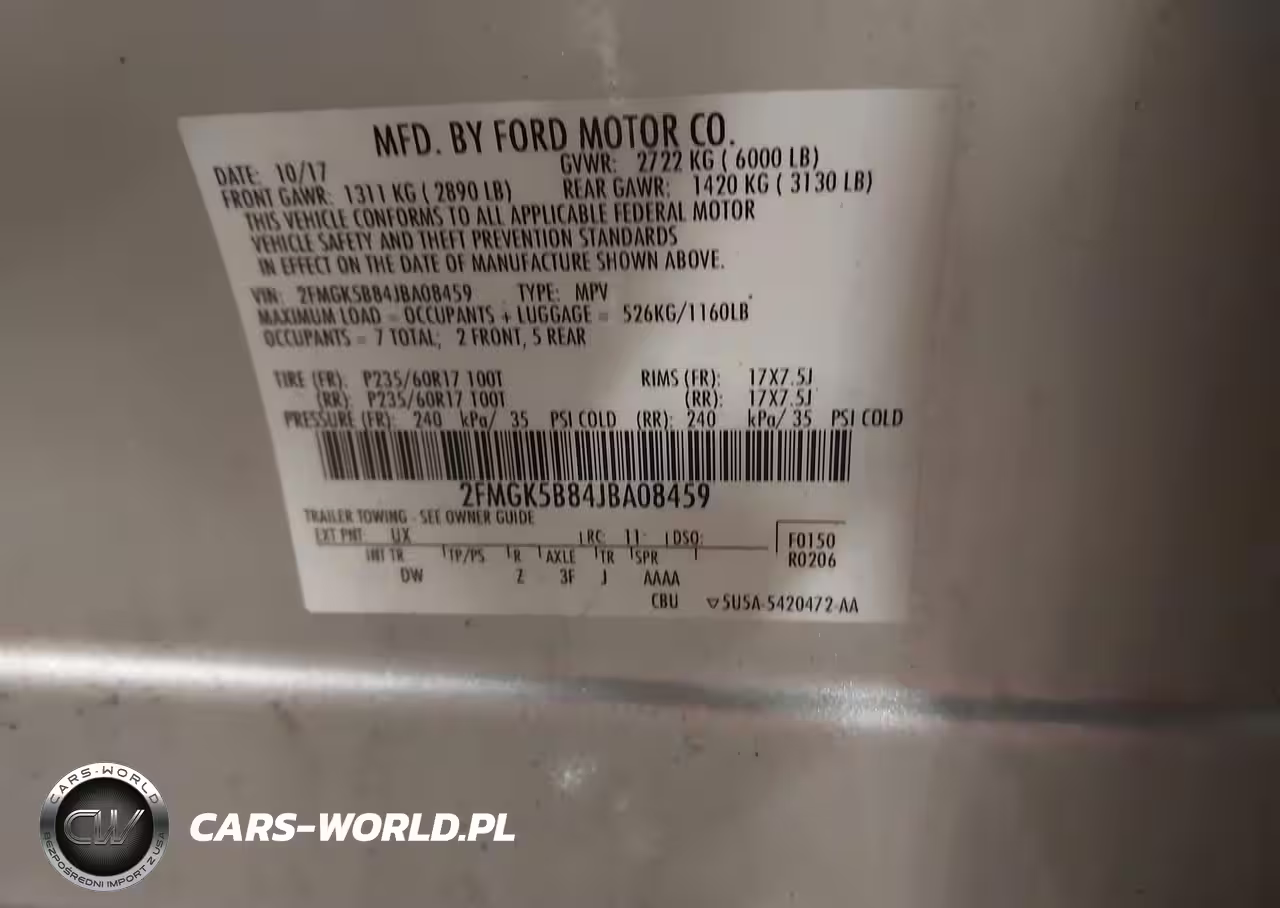 MFD. BY FORD MOTOR CO.
DATE: 10/17 GVWR: 2722 KG ( 6000 LB)
FRONT GAWR: 1311 KG ( 2890 LB) REAR GAWR: 1420 KG ( 3130 LB)
THIS VEHICLE CONFORMS TO ALL APPLICABLE FEDERAL MOTOR
VEHICLE SAFETY AND THEFT PREVENTION STANDARDS
IN EFFECT ON THE DATE OF MANUFACTURE SHOWN ABOVE.
VIN: 2FMGK5B84JBA08459 TYPE: MPV
MAXIMUM LOAD = OCCUPANTS + LUGGAGE = 526KG/1160LB
OCCUPANTS = 7 TOTAL; 2 FRONT, 5 REAR
TIRE (FR): P235/60R17 100T RIMS (FR): 17X7.5J
(RR): P235/60R17 100T (RR): 17X7.5J
PRESSURE (FR): 240 kPa/ 35 PSI COLD (RR): 240 kPa/ 35 PSI COLD
2FMGK5B84JBA08459
TRAILER TOWING - SEE OWNER GUIDE
EXT PNT: UX RC: 11 DSO: F0150
INT TR TP/PS R AXLE TR SPR R0206
DW Z 3F J AAAA
CBU ▽5U5A-5420472-AA
CARS-WORLD
CW
BEZPOŚREDNI IMPORT Z USA
CARS-WORLD.PL